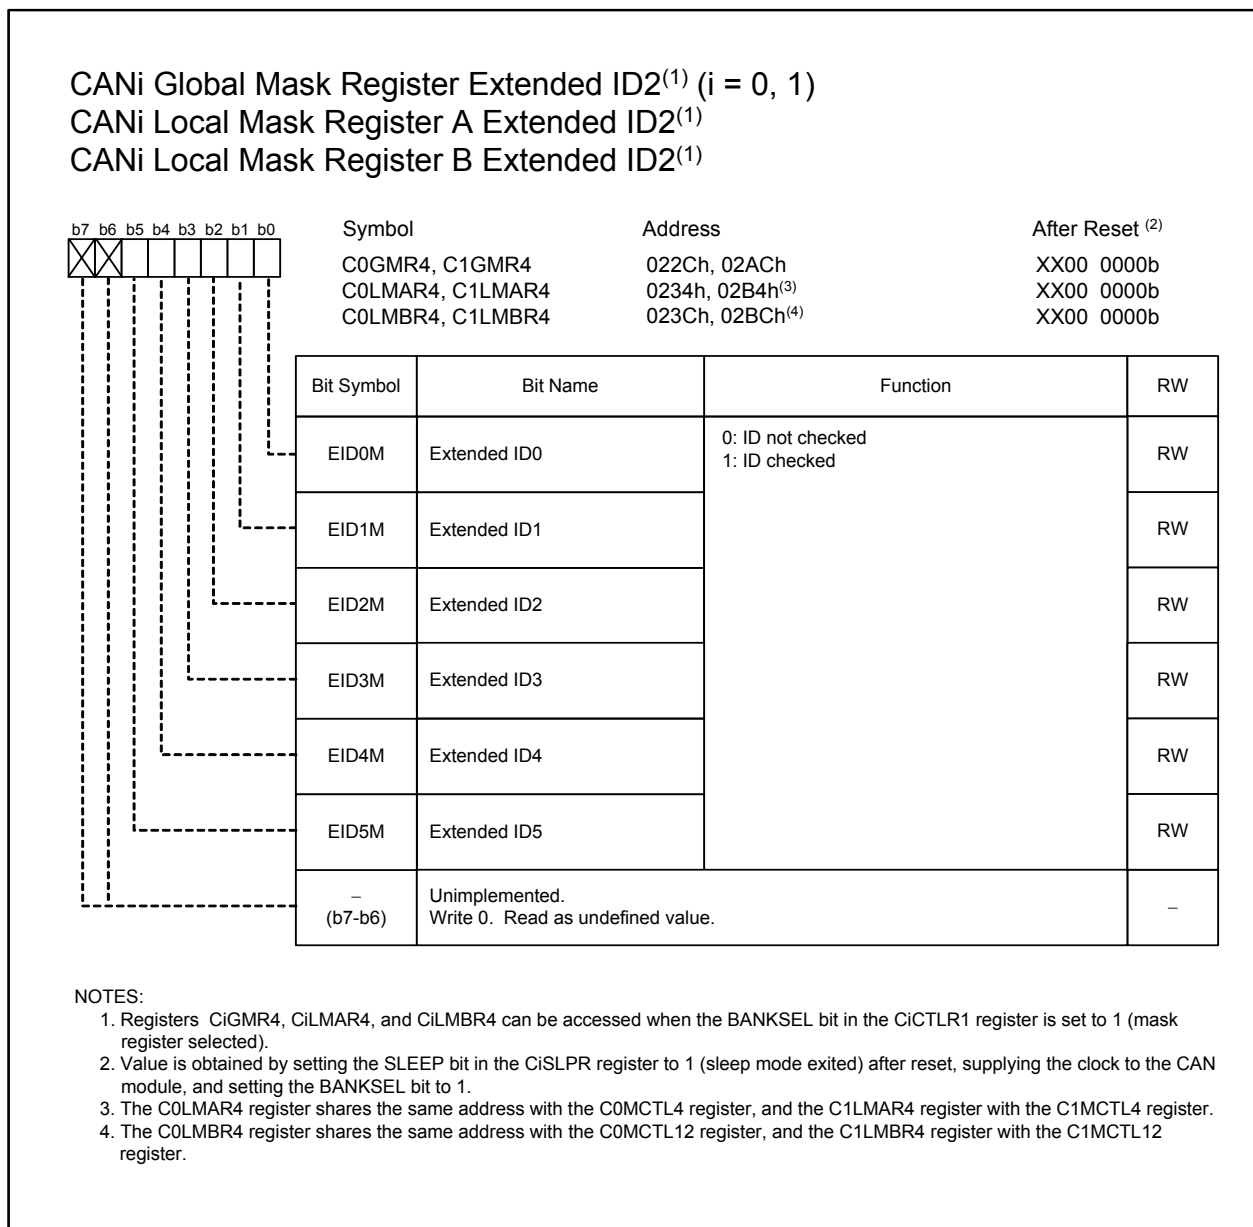 CANi Global Mask Register Extended ID2(1) (i = 0, 1)
CANi Local Mask Register A Extended ID2(1)
CANi Local Mask Register B Extended ID2(1)
b7 b6 b5 b4 b3 b2 b1 b0
Symbol Address After Reset (2)
C0GMR4, C1GMR4 022Ch, 02ACh XX00 0000b
C0LMAR4, C1LMAR4 0234h, 02B4h(3) XX00 0000b
C0LMBR4, C1LMBR4 023Ch, 02BCh(4) XX00 0000b
Bit Symbol Bit Name Function RW
EID0M Extended ID0 0: ID not checked RW
1: ID checked
EID1M Extended ID1 RW
EID2M Extended ID2 RW
EID3M Extended ID3 RW
EID4M Extended ID4 RW
EID5M Extended ID5 RW
– Unimplemented. –
(b7-b6) Write 0. Read as undefined value.
NOTES:
1. Registers CiGMR4, CiLMAR4, and CiLMBR4 can be accessed when the BANKSEL bit in the CiCTLR1 register is set to 1 (mask
register selected).
2. Value is obtained by setting the SLEEP bit in the CiSLPR register to 1 (sleep mode exited) after reset, supplying the clock to the CAN
module, and setting the BANKSEL bit to 1.
3. The C0LMAR4 register shares the same address with the C0MCTL4 register, and the C1LMAR4 register with the C1MCTL4 register.
4. The C0LMBR4 register shares the same address with the C0MCTL12 register, and the C1LMBR4 register with the C1MCTL12
register.